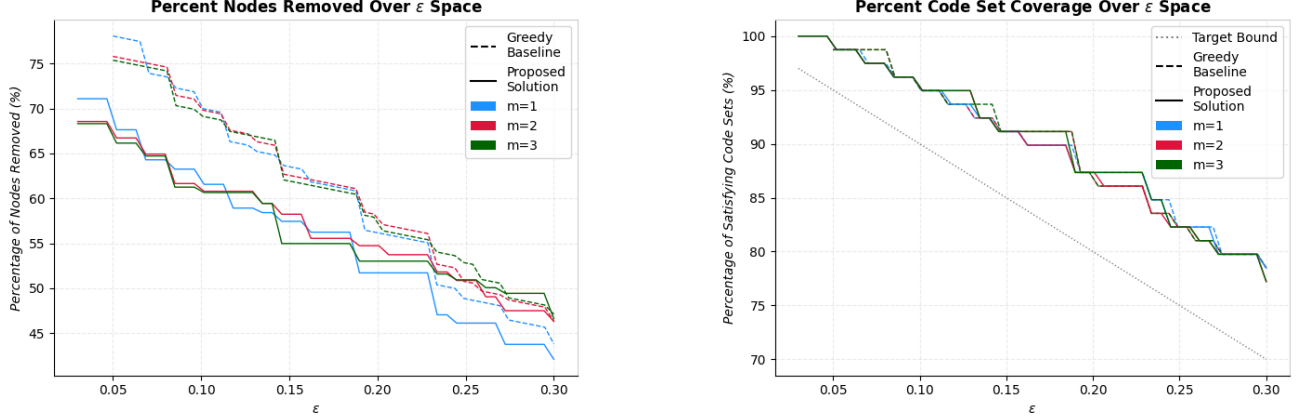 Percent Nodes Removed Over ε Space
Percentage of Nodes Removed (%)
75
70
65
60
55
50
45
0.05
0.10
0.15
0.20
0.25
0.30
ε
Greedy
Baseline
Proposed
Solution
m=1
m=2
m=3
Percent Code Set Coverage Over ε Space
Percentage of Satisfying Code Sets (%)
100
95
90
85
80
75
70
0.05
0.10
0.15
0.20
0.25
0.30
ε
Target Bound
Greedy
Baseline
Proposed
Solution
m=1
m=2
m=3